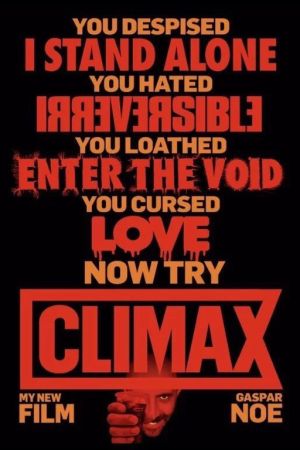 YOU DESPISED
I STAND ALONE
YOU HATED
IRREVERSIBLE
YOU LOATHED
ENTER THE VOID
YOU CURSED
LOVE
NOW TRY
CLIMAX
MY NEW
FILM
GASPAR
NOE